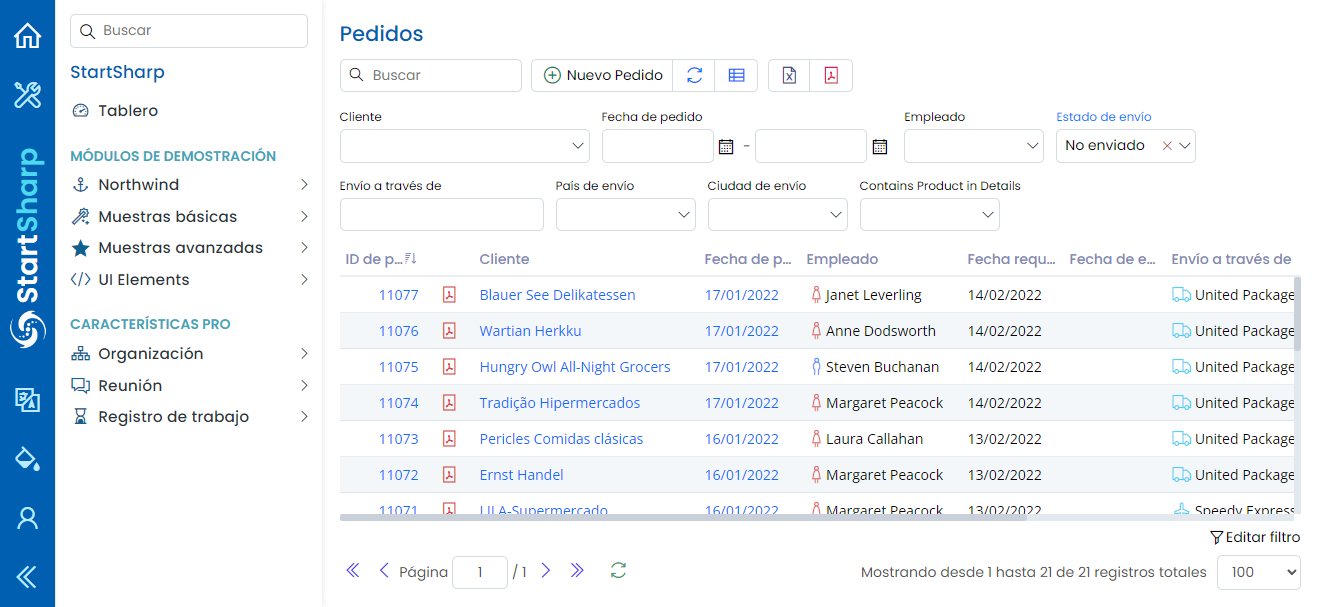 StartSharp
Buscar
StartSharp
Tablero
MÓDULOS DE DEMOSTRACIÓN
Northwind
Muestras básicas
Muestras avanzadas
UI Elements
CARACTERÍSTICAS PRO
Organización
Reunión
Registro de trabajo
Pedidos
Buscar Nuevo Pedido
Cliente Fecha de pedido Empleado Estado de envío
- No enviado
Envío a través de País de envío Ciudad de envío Contains Product in Details
ID de p... Cliente Fecha de p... Empleado Fecha requ... Fecha de e... Envío a través de
11077 Blauer See Delikatessen 17/01/2022 Janet Leverling 14/02/2022 United Package
11076 Wartian Herkku 17/01/2022 Anne Dodsworth 14/02/2022 United Package
11075 Hungry Owl All-Night Grocers 17/01/2022 Steven Buchanan 14/02/2022 United Package
11074 Tradição Hipermercados 17/01/2022 Margaret Peacock 14/02/2022 United Package
11073 Pericles Comidas clásicas 16/01/2022 Laura Callahan 13/02/2022 United Package
11072 Ernst Handel 16/01/2022 Margaret Peacock 13/02/2022 United Package
11071 LILA-Supermercado 16/01/2022 Margaret Peacock 13/02/2022 Speedy Express
Editar filtro
Página 1 / 1 Mostrando desde 1 hasta 21 de 21 registros totales 100